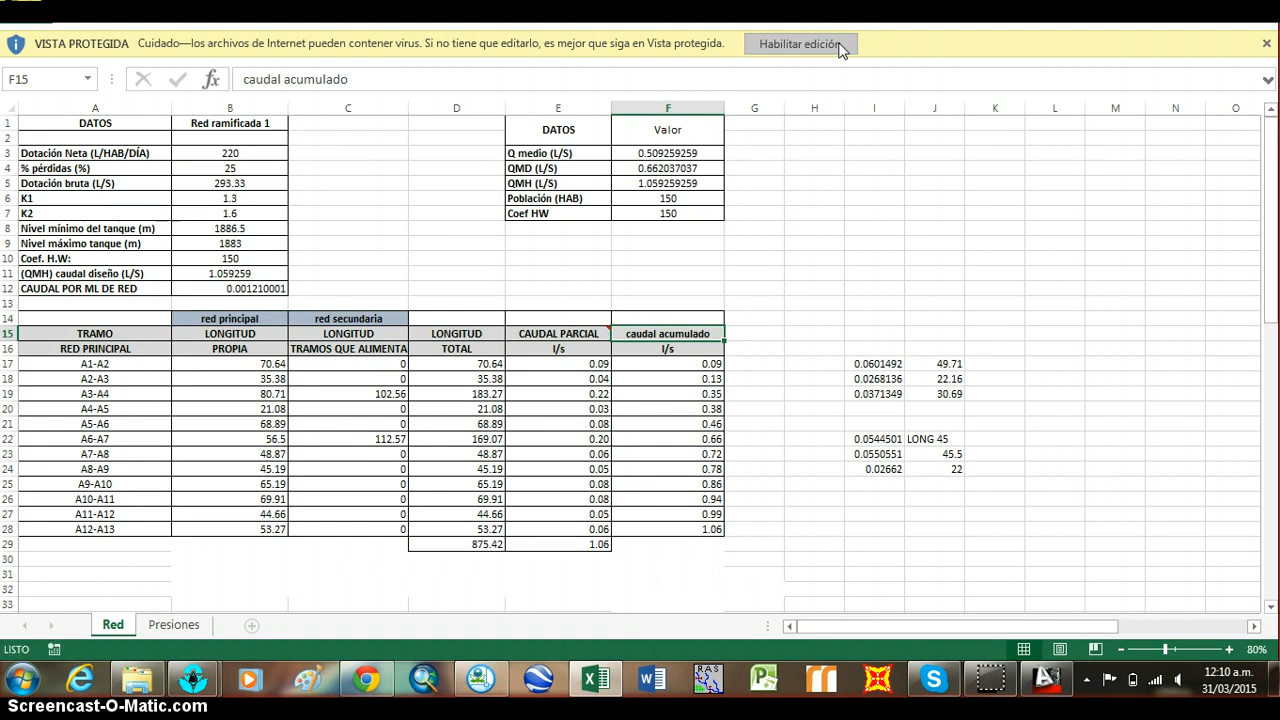 VISTA PROTEGIDA Cuidado—los archivos de Internet pueden contener virus. Si no tiene que editarlo, es mejor que siga en Vista protegida. Habilitar edición
F15 fx caudal acumulado
A B C D E F G H I J K L M N O
1 DATOS Red ramificada 1 DATOS Valor
2
3 Dotación Neta (L/HAB/DÍA) 220 Q medio (L/S) 0.509259259
4 % pérdidas (%) 25 QMD (L/S) 0.662037037
5 Dotación bruta (L/S) 293.33 QMH (L/S) 1.059259259
6 K1 1.3 Población (HAB) 150
7 K2 1.6 Coef HW 150
8 Nivel mínimo del tanque (m) 1886.5
9 Nivel máximo tanque (m) 1883
10 Coef. H.W: 150
11 (QMH) caudal diseño (L/S) 1.059259
12 CAUDAL POR ML DE RED 0.001210001
13
14 red principal red secundaria
15 TRAMO LONGITUD LONGITUD LONGITUD CAUDAL PARCIAL caudal acumulado
16 RED PRINCIPAL PROPIA TRAMOS QUE ALIMENTA TOTAL l/s l/s
17 A1-A2 70.64 0 70.64 0.09 0.09 0.0601492 49.71
18 A2-A3 35.38 0 35.38 0.04 0.13 0.0268136 22.16
19 A3-A4 80.71 102.56 183.27 0.22 0.35 0.0371349 30.69
20 A4-A5 21.08 0 21.08 0.03 0.38
21 A5-A6 68.89 0 68.89 0.08 0.46
22 A6-A7 56.5 112.57 169.07 0.20 0.66 0.0544501 LONG 45
23 A7-A8 48.87 0 48.87 0.06 0.72 0.0550551 45.5
24 A8-A9 45.19 0 45.19 0.05 0.78 0.02662 22
25 A9-A10 65.19 0 65.19 0.08 0.86
26 A10-A11 69.91 0 69.91 0.08 0.94
27 A11-A12 44.66 0 44.66 0.05 0.99
28 A12-A13 53.27 0 53.27 0.06 1.06
29 875.42 1.06
30
31
32
33
Red Presiones
LISTO 80%
RAS
12:10 a.m.
31/03/2015
Screencast-O-Matic.com